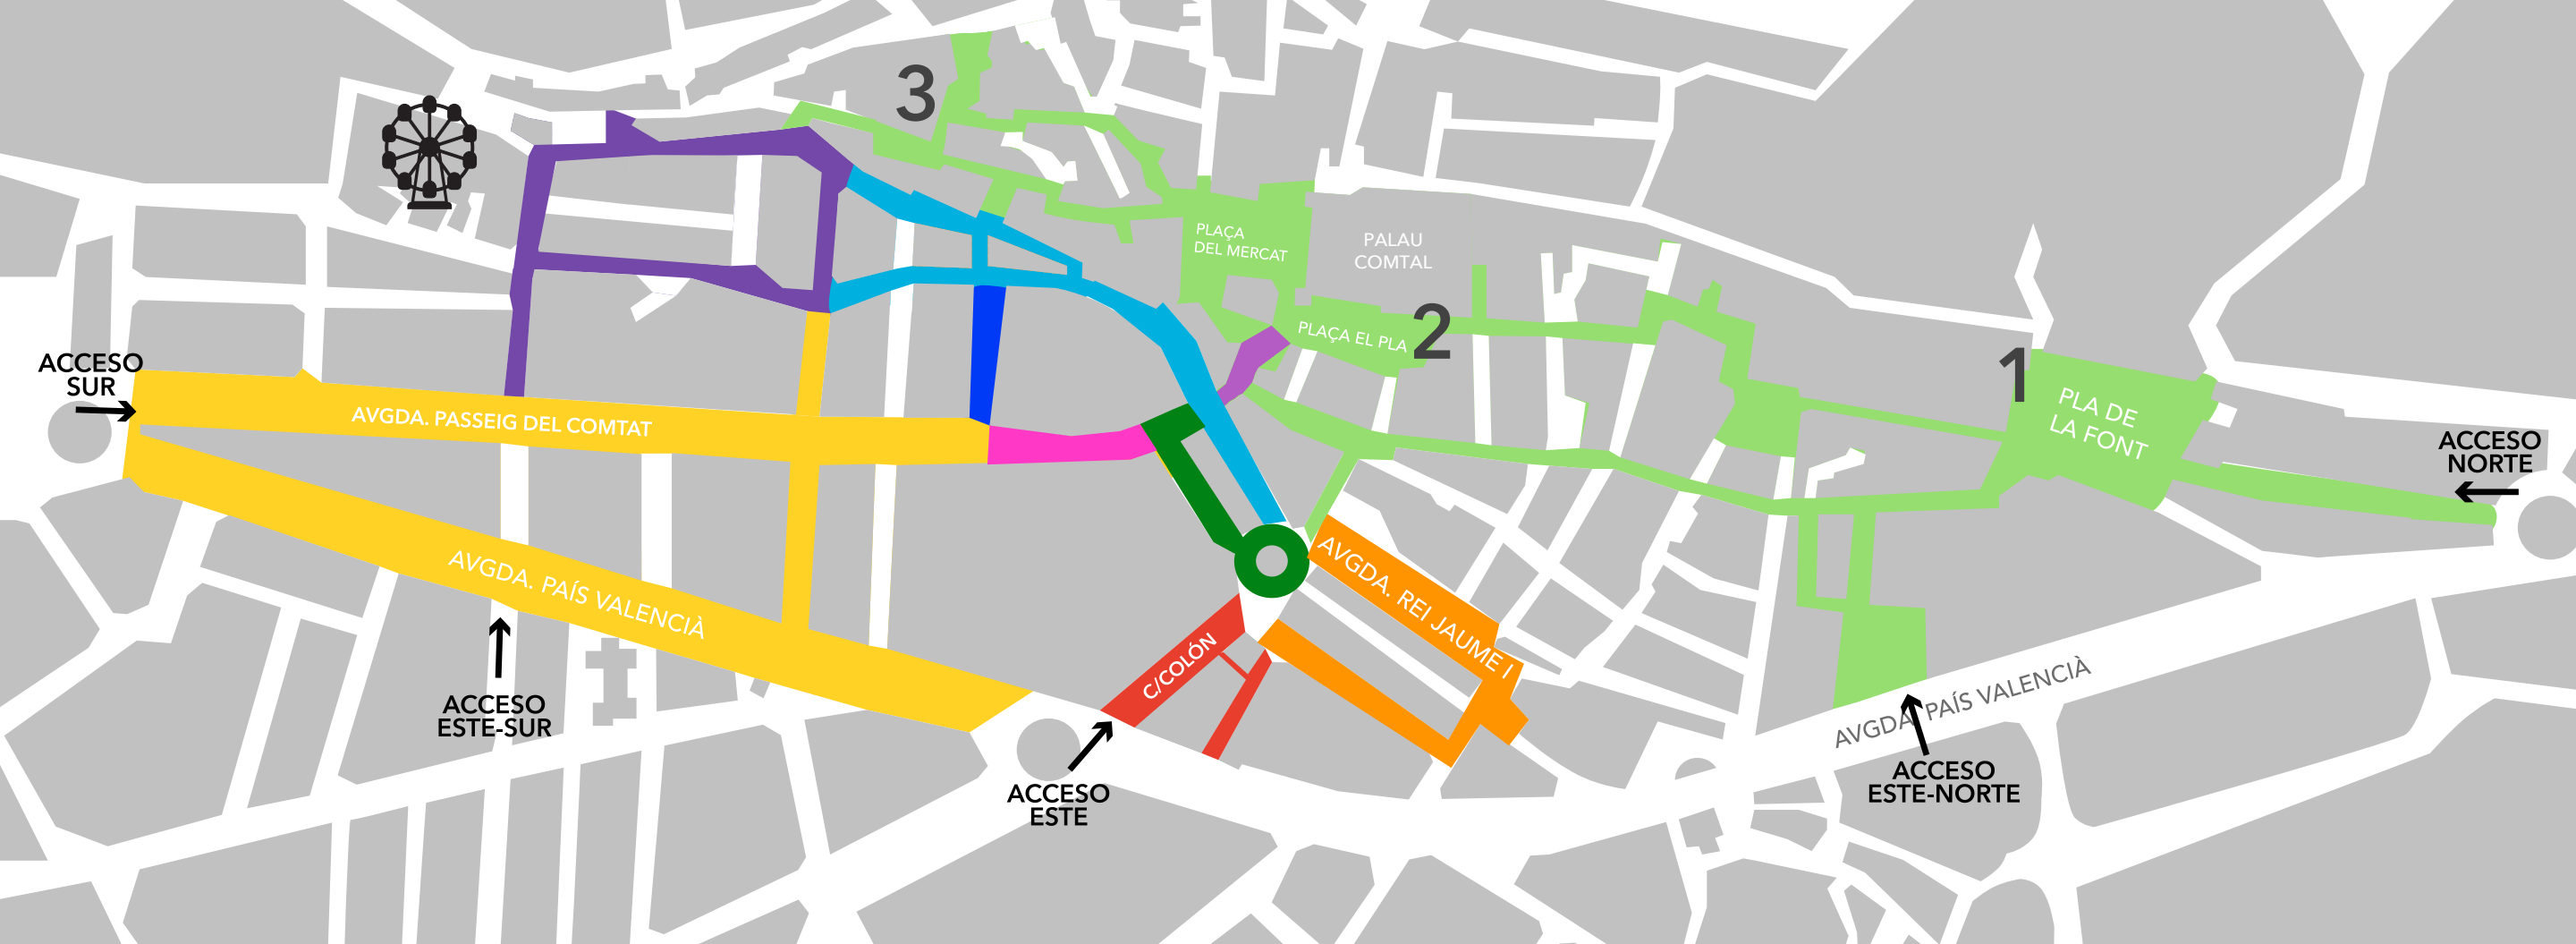 3
PLAÇA
DEL MERCAT
PALAU
COMTAL
PLAÇA EL PLA
2
1
PLA DE
LA FONT
ACCESO
SUR
AVGDA. PASSEIG DEL COMTAT
ACCESO
NORTE
AVGDA. PAÍS VALENCIÀ
AVGDA. REI JAUME I
C/COLÓN
AVGDA. PAÍS VALENCIÀ
ACCESO
ESTE-SUR
ACCESO
ESTE
ACCESO
ESTE-NORTE